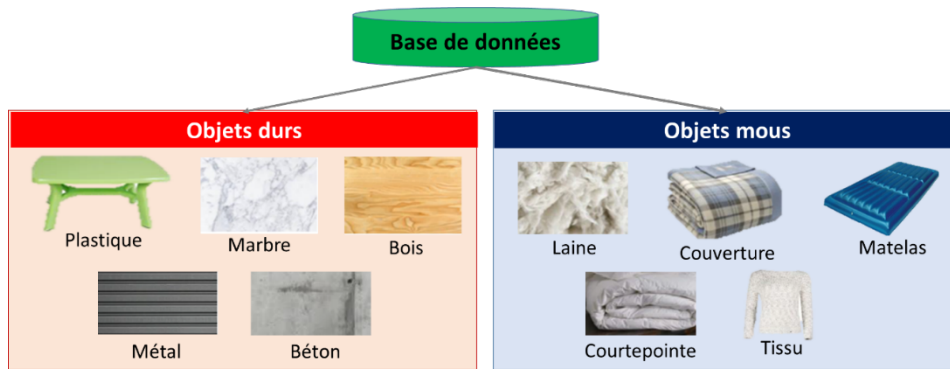 Base de données
Objets durs
Plastique
Marbre
Bois
Métal
Béton
Objets mous
Laine
Couverture
Matelas
Courtepointe
Tissu